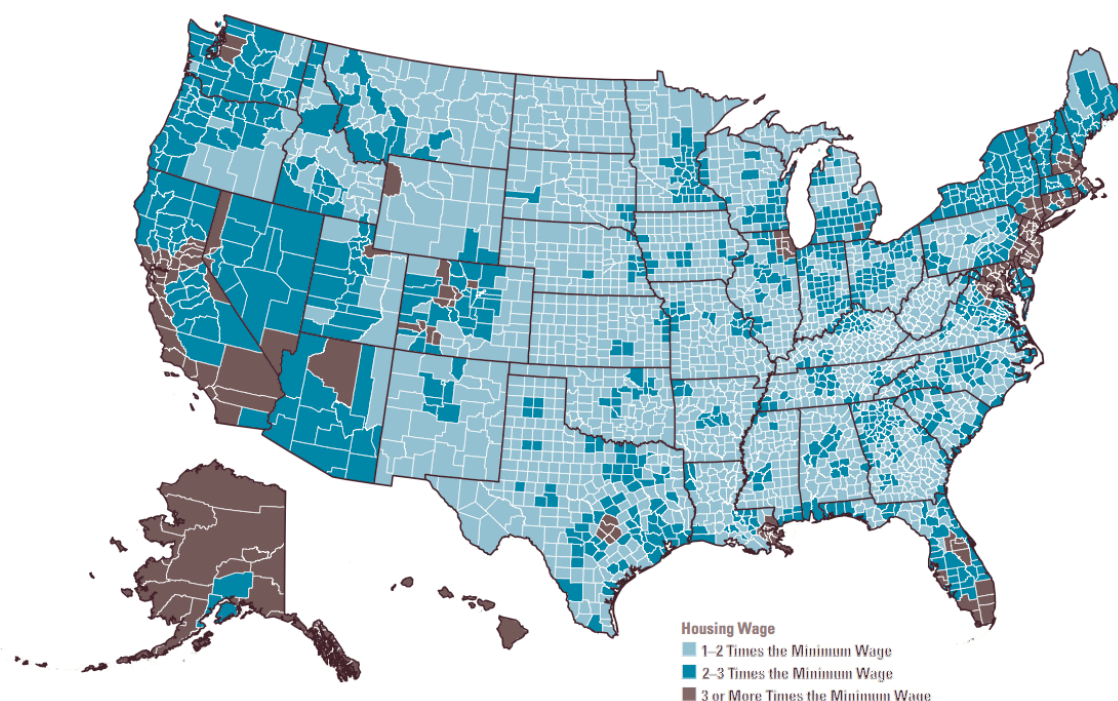 Housing Wage
1–2 Times the Minimum Wage
2–3 Times the Minimum Wage
3 or More Times the Minimum Wage